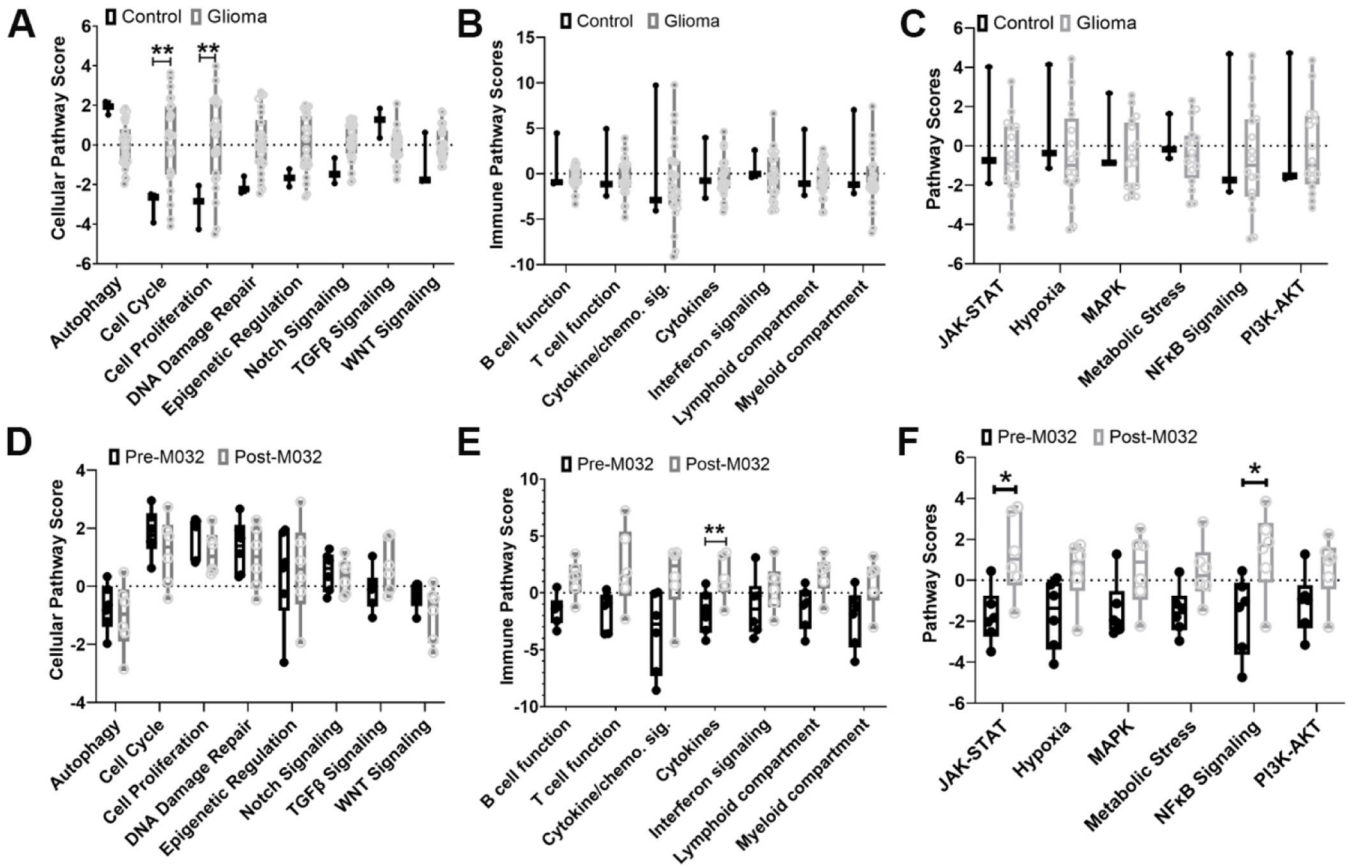 A
Control Glioma
Cellular Pathway Score
6
4
2
0
-2
-4
-6
** **
Autophagy
Cell Cycle
Cell Proliferation
DNA Damage Repair
Epigenetic Regulation
Notch Signaling
TGFβ Signaling
WNT Signaling
B
Control Glioma
Immune Pathway Score
15
10
5
0
-5
-10
B cell function
T cell function
Cytokine/chemo. sig.
Cytokines
Interferon signaling
Lymphoid compartment
Myeloid compartment
C
Control Glioma
Pathway Scores
6
4
2
0
-2
-4
-6
JAK-STAT
Hypoxia
MAPK
Metabolic Stress
NFκB Signaling
PI3K-AKT
D
Pre-M032 Post-M032
Cellular Pathway Score
4
2
0
-2
-4
Autophagy
Cell Cycle
Cell Proliferation
DNA Damage Repair
Epigenetic Regulation
Notch Signaling
TGFβ Signaling
WNT Signaling
E
Pre-M032 Post-M032
Immune Pathway Score
10
5
0
-5
-10
**
B cell function
T cell function
Cytokine/chemo. sig.
Cytokines
Interferon signaling
Lymphoid compartment
Myeloid compartment
F
Pre-M032 Post-M032
Pathway Scores
6
4
2
0
-2
-4
-6
* *
JAK-STAT
Hypoxia
MAPK
Metabolic Stress
NFκB Signaling
PI3K-AKT